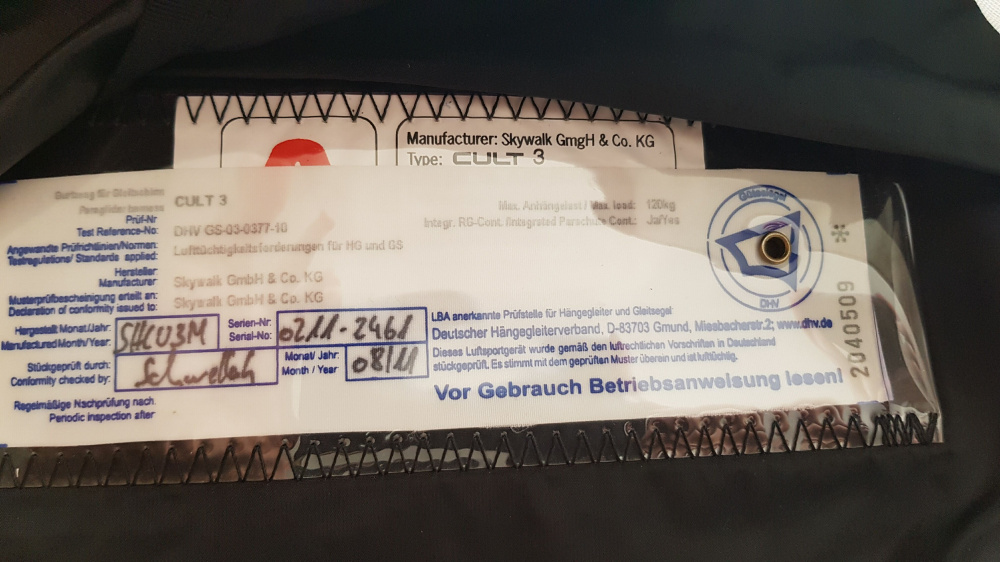 Manufacturer: Skywalk GmgH & Co. KG
Type: CULT 3
Gurtzeug für Gleitschirm
Paraglider harness
CULT 3
Max. Anhängelast / Max. load: 120kg
Integr. RG-Cont. /Integrated Parachute Cont.: Ja/Yes
Prüf-Nr
Test Reference-No: DHV GS-03-0377-10
Angewandte Prüfrichtlinien/Normen:
Testregulations/ Standards applied: Lufttüchtigkeitsforderungen für HG und GS
Hersteller
Manufacturer Skywalk GmbH & Co. KG
Musterprüfbescheinigung erteilt an:
Declaration of conformity issued to: Skywalk GmbH & Co. KG
Hergestellt Monat/Jahr:
Manufactured Month/Year:
Serien-Nr:
Serial-No: 0211-2461
Stückgeprüft durch:
Conformity checked by:
Monat/ Jahr:
Month / Year 08/11
Regelmäßige Nachprüfung nach
Periodic inspection after
LBA anerkannte Prüfstelle für Hängegleiter und Gleitsegel
Deutscher Hängegleiterverband, D-83703 Gmund, Miesbacherstr.2; www.dhv.de
Dieses Luftsportgerät wurde gemäß den luftrechtlichen Vorschriften in Deutschland
stückgeprüft. Es stimmt mit dem geprüften Muster überein und ist lufttüchtig.
Vor Gebrauch Betriebsanweisung lesen!
Gütesiegel
DHV
2040509 *